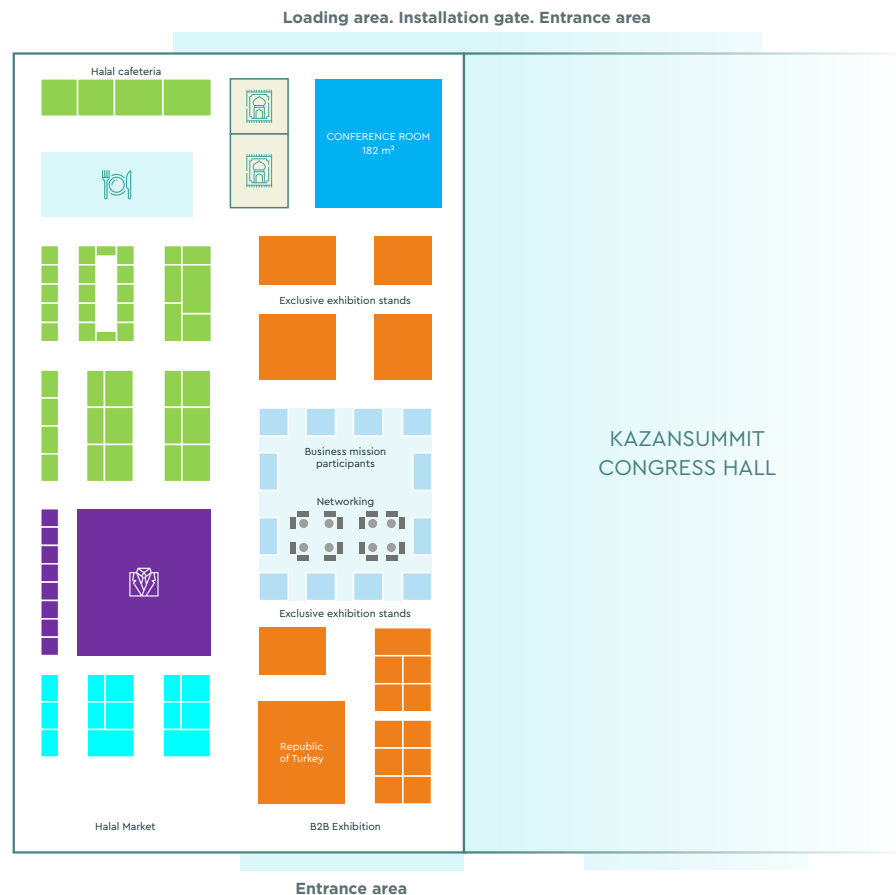 Loading area. Installation gate. Entrance area
Halal cafeteria
CONFERENCE ROOM
182 m²
Exclusive exhibition stands
KAZANSUMMIT
CONGRESS HALL
Business mission
participants
Networking
Exclusive exhibition stands
Republic
of Turkey
Halal Market
B2B Exhibition
Entrance area